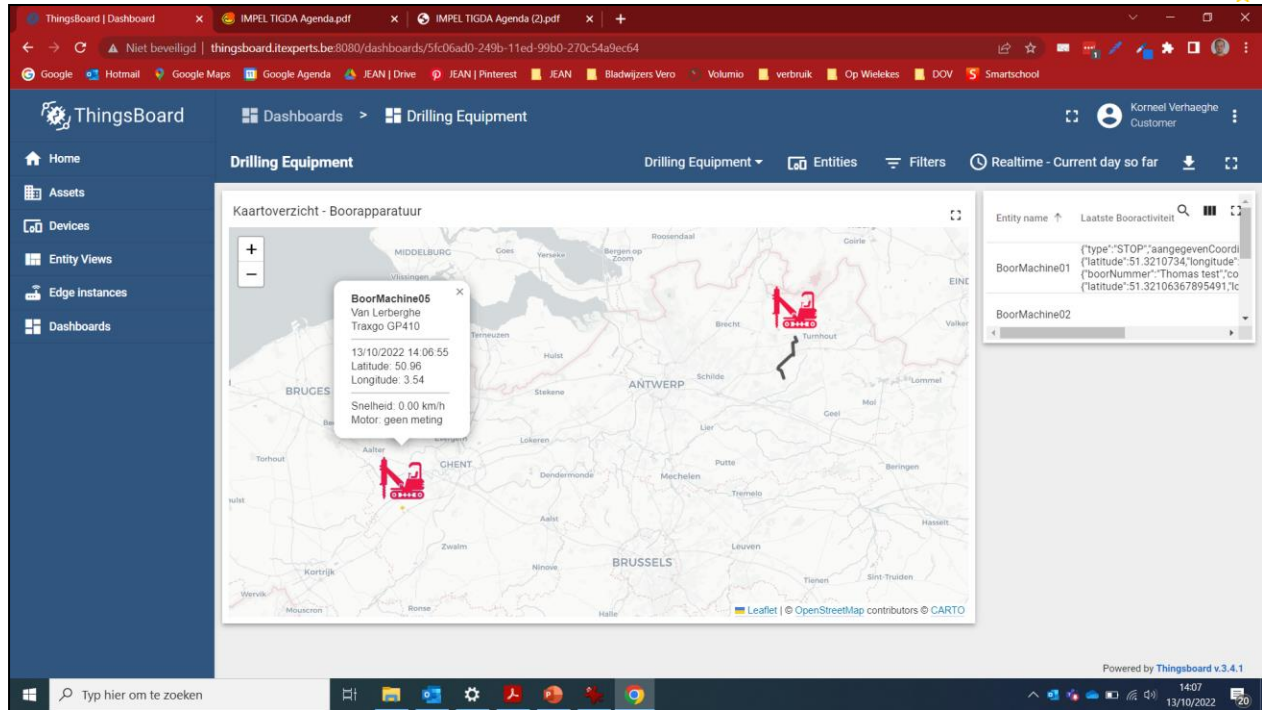 ThingsBoard | Dashboard
IMPEL TIGDA Agenda.pdf
IMPEL TIGDA Agenda (2).pdf
Niet beveiligd | thingsboard.itexperts.be:8080/dashboards/5fc06ad0-249b-11ed-99b0-270c54a9ec64
Google
Hotmail
Google Maps
Google Agenda
JEAN | Drive
JEAN | Pinterest
JEAN
Bladwijzers Vero
Volumio
verbruik
Op Wielekes
DOV
Smartschool
ThingsBoard
Dashboards > Drilling Equipment
Korneel Verhaeghe
Customer
Home
Assets
Devices
Entity Views
Edge instances
Dashboards
Drilling Equipment
Drilling Equipment
Entities
Filters
Realtime - Current day so far
Kaartoverzicht - Boorapparatuur
+
−
BoorMachine05
Van Lerberghe
Traxgo GP410
13/10/2022 14:06:55
Latitude: 50.96
Longitude: 3.54
Snelheid: 0.00 km/h
Motor: geen meting
MIDDELBURG
Goes
Yerseke
Bergen op
Zoom
Roosendaal
Goirle
Vlissingen
Terneuzen
Hulst
Brecht
Turnhout
BRUGES
Stekene
ANTWERP
Schilde
Lommel
Mol
Geel
Lier
Torhout
Aalter
GHENT
Lokeren
Dendermonde
Mechelen
Putte
Tremelo
Beringen
Hasselt
Aalst
Zwalm
Ninove
BRUSSELS
Leuven
Tienen
Sint-Truiden
Kortrijk
Wervik
Mouscron
Ronse
Halle
Leaflet | © OpenStreetMap contributors © CARTO
Entity name
Laatste Booractiviteit
BoorMachine01
{"type":"STOP","aangegevenCoordi
{"latitude":51.3210734,"longitude":
{"boorNummer":"Thomas test","co
{"latitude":51.32106367895491,"lc
BoorMachine02
Powered by Thingsboard v.3.4.1
Typ hier om te zoeken
14:07
13/10/2022
20